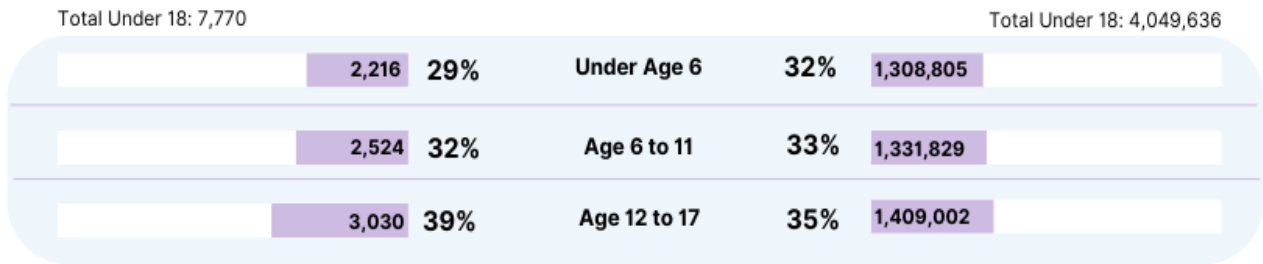 Total Under 18: 7,770 Total Under 18: 4,049,636
2,216 29% Under Age 6 32% 1,308,805
2,524 32% Age 6 to 11 33% 1,331,829
3,030 39% Age 12 to 17 35% 1,409,002